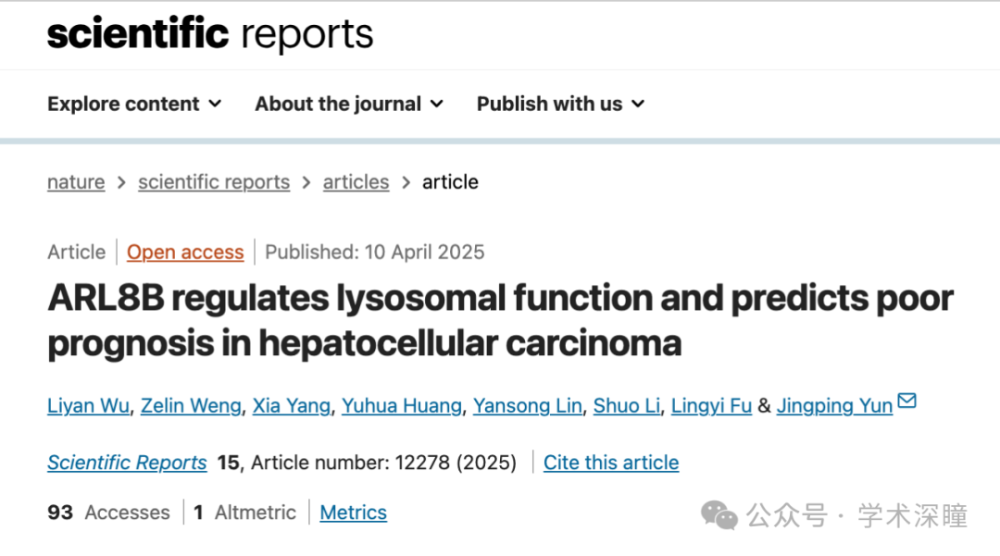 scientific reports
Explore content About the journal Publish with us
nature > scientific reports > articles > article
Article Open access Published: 10 April 2025
ARL8B regulates lysosomal function and predicts poor
prognosis in hepatocellular carcinoma
Liyan Wu, Zelin Weng, Xia Yang, Yuhua Huang, Yansong Lin, Shuo Li, Lingyi Fu & Jingping Yun
Scientific Reports 15, Article number: 12278 (2025) Cite this article
93 Accesses 1 Altmetric Metrics
公众号 · 学术深瞳